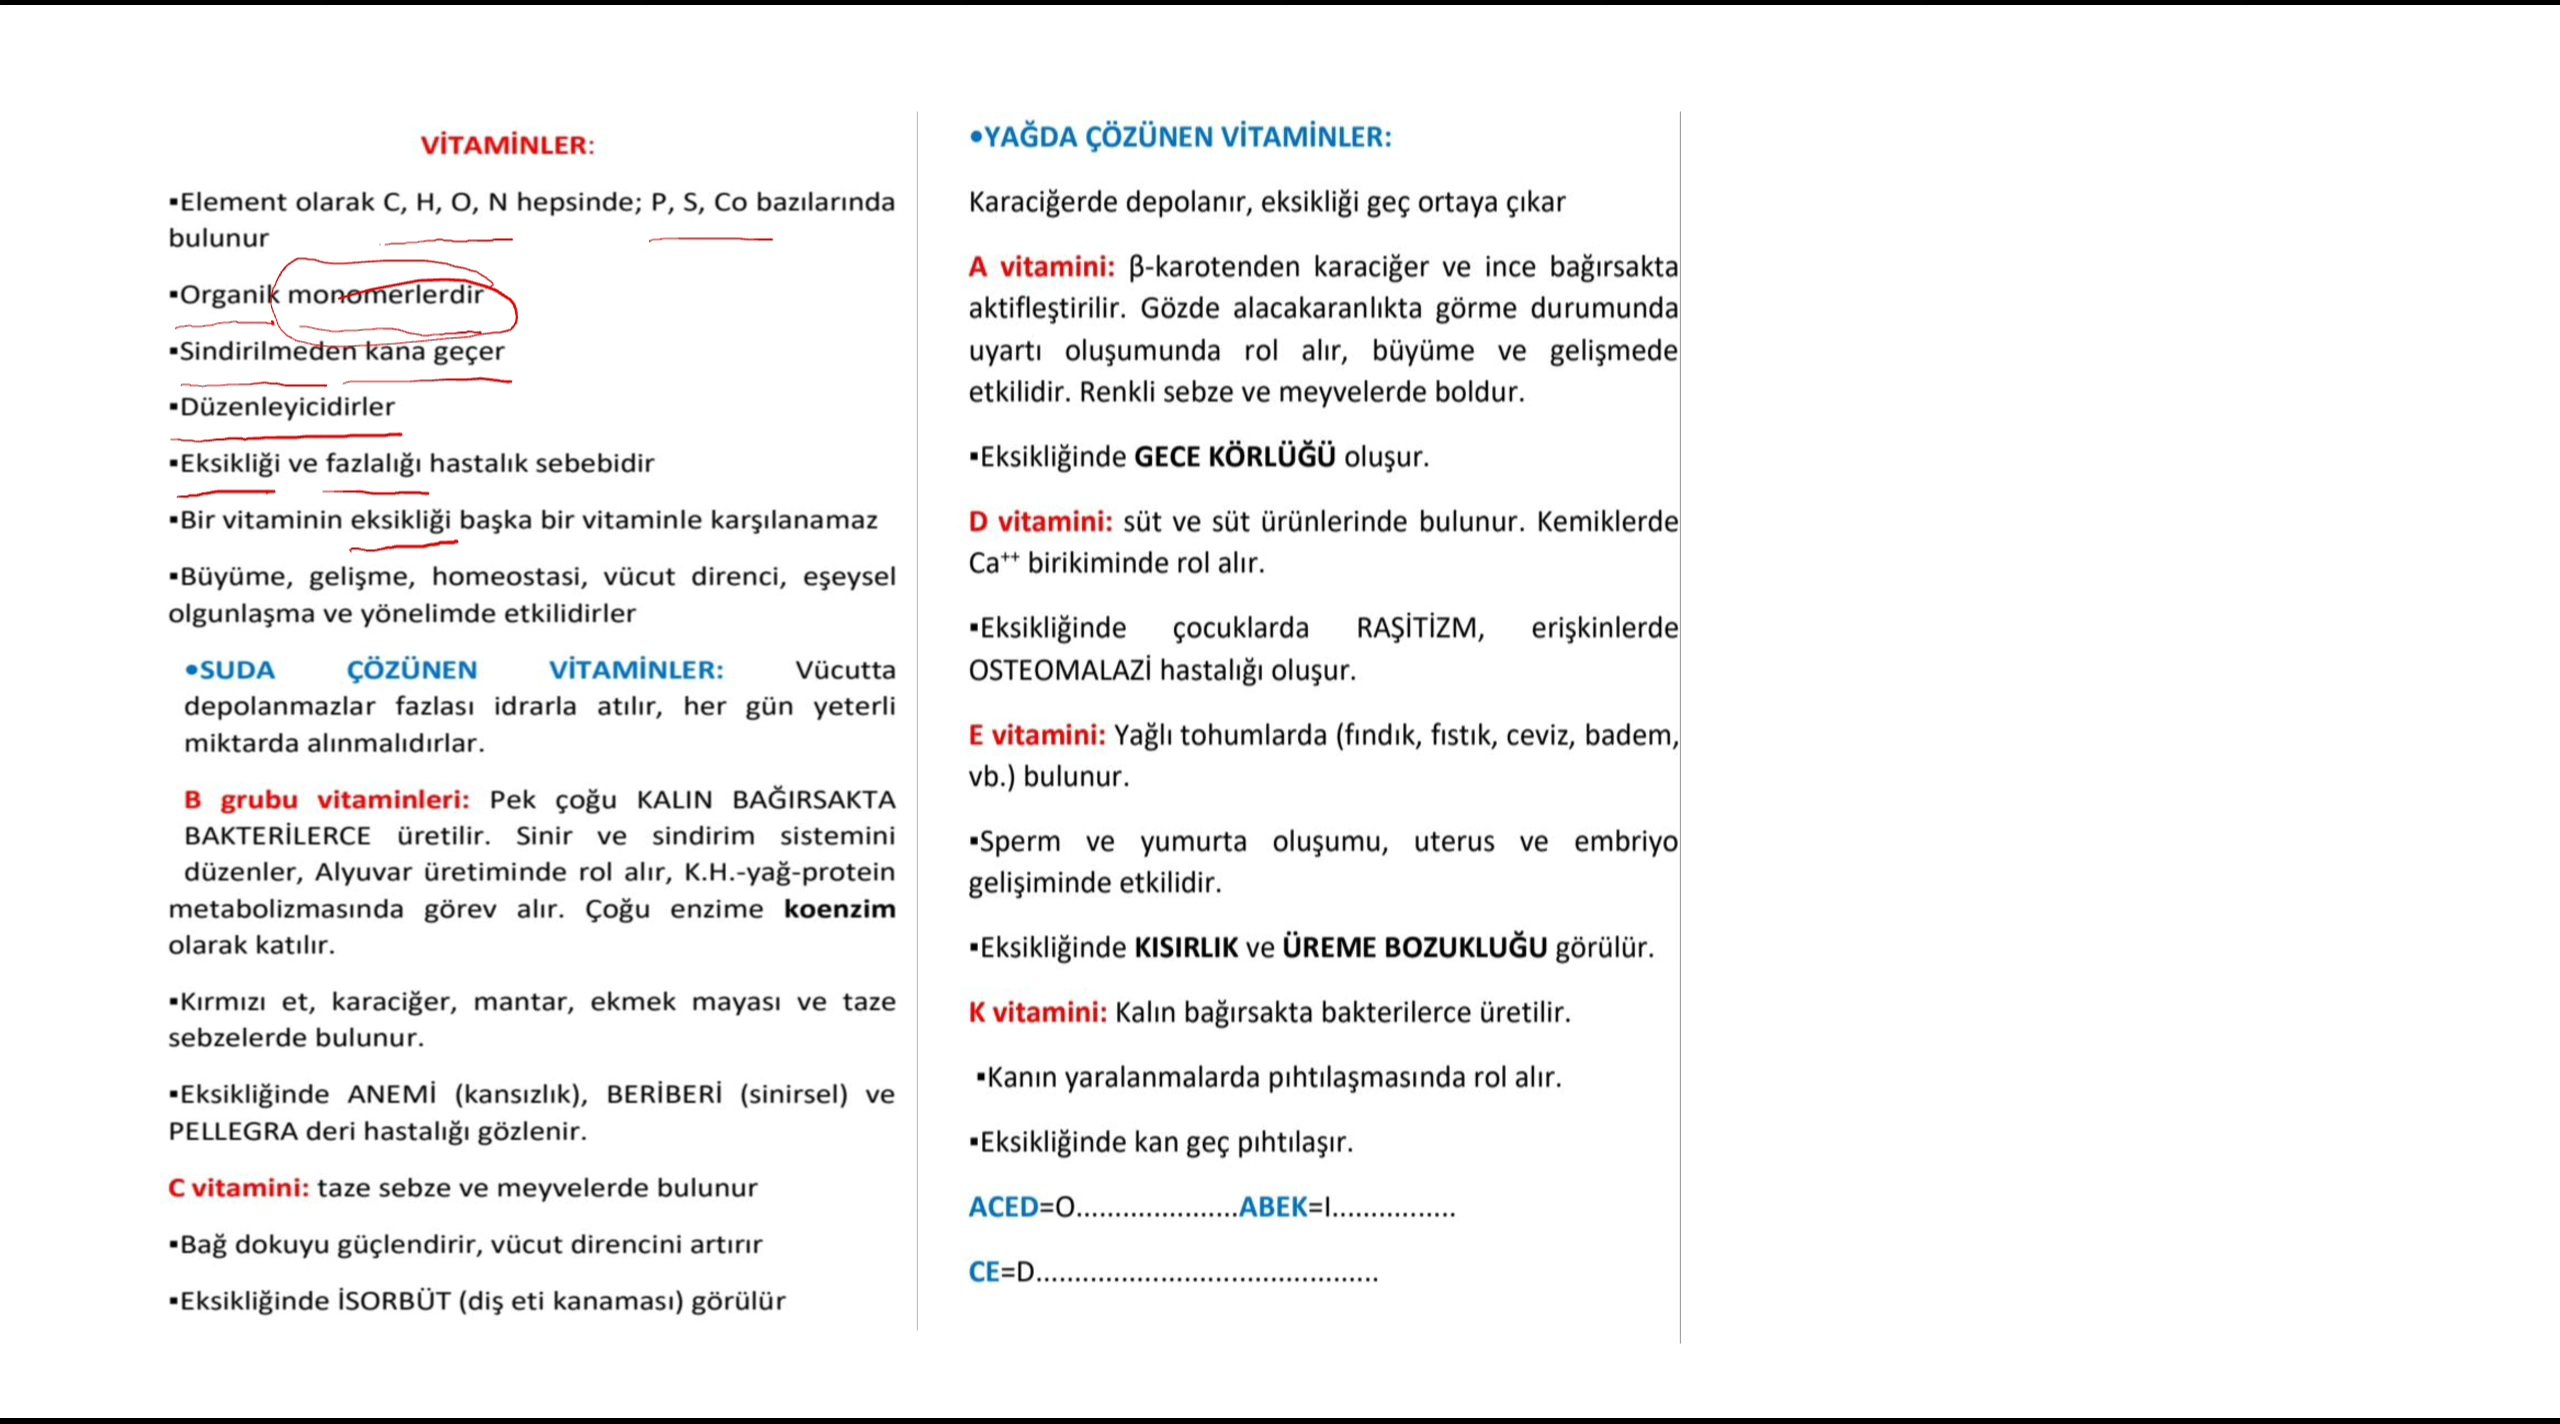 VİTAMİNLER:
▪Element olarak C, H, O, N hepsinde; P, S, Co bazılarında
bulunur
▪Organik monomerlerdir
▪Sindirilmeden kana geçer
▪Düzenleyicidirler
▪Eksikliği ve fazlalığı hastalık sebebidir
▪Bir vitaminin eksikliği başka bir vitaminle karşılanamaz
▪Büyüme, gelişme, homeostasi, vücut direnci, eşeysel
olgunlaşma ve yönelimde etkilidirler
•SUDA ÇÖZÜNEN VİTAMİNLER: Vücutta
depolanmazlar fazlası idrarla atılır, her gün yeterli
miktarda alınmalıdırlar.
B grubu vitaminleri: Pek çoğu KALIN BAĞIRSAKTA
BAKTERİLERCE üretilir. Sinir ve sindirim sistemini
düzenler, Alyuvar üretiminde rol alır, K.H.-yağ-protein
metabolizmasında görev alır. Çoğu enzime koenzim
olarak katılır.
▪Kırmızı et, karaciğer, mantar, ekmek mayası ve taze
sebzelerde bulunur.
▪Eksikliğinde ANEMİ (kansızlık), BERİBERİ (sinirsel) ve
PELLEGRA deri hastalığı gözlenir.
C vitamini: taze sebze ve meyvelerde bulunur
▪Bağ dokuyu güçlendirir, vücut direncini artırır
▪Eksikliğinde İSORBÜT (diş eti kanaması) görülür
•YAĞDA ÇÖZÜNEN VİTAMİNLER:
Karaciğerde depolanır, eksikliği geç ortaya çıkar
A vitamini: β-karotenden karaciğer ve ince bağırsakta
aktifleştirilir. Gözde alacakaranlıkta görme durumunda
uyartı oluşumunda rol alır, büyüme ve gelişmede
etkilidir. Renkli sebze ve meyvelerde boldur.
▪Eksikliğinde GECE KÖRLÜĞÜ oluşur.
D vitamini: süt ve süt ürünlerinde bulunur. Kemiklerde
Ca⁺⁺ birikiminde rol alır.
▪Eksikliğinde çocuklarda RAŞİTİZM, erişkinlerde
OSTEOMALAZİ hastalığı oluşur.
E vitamini: Yağlı tohumlarda (fındık, fıstık, ceviz, badem,
vb.) bulunur.
▪Sperm ve yumurta oluşumu, uterus ve embriyo
gelişiminde etkilidir.
▪Eksikliğinde KISIRLIK ve ÜREME BOZUKLUĞU görülür.
K vitamini: Kalın bağırsakta bakterilerce üretilir.
▪Kanın yaralanmalarda pıhtılaşmasında rol alır.
▪Eksikliğinde kan geç pıhtılaşır.
ACED=O.....................ABEK=I................
CE=D............................................